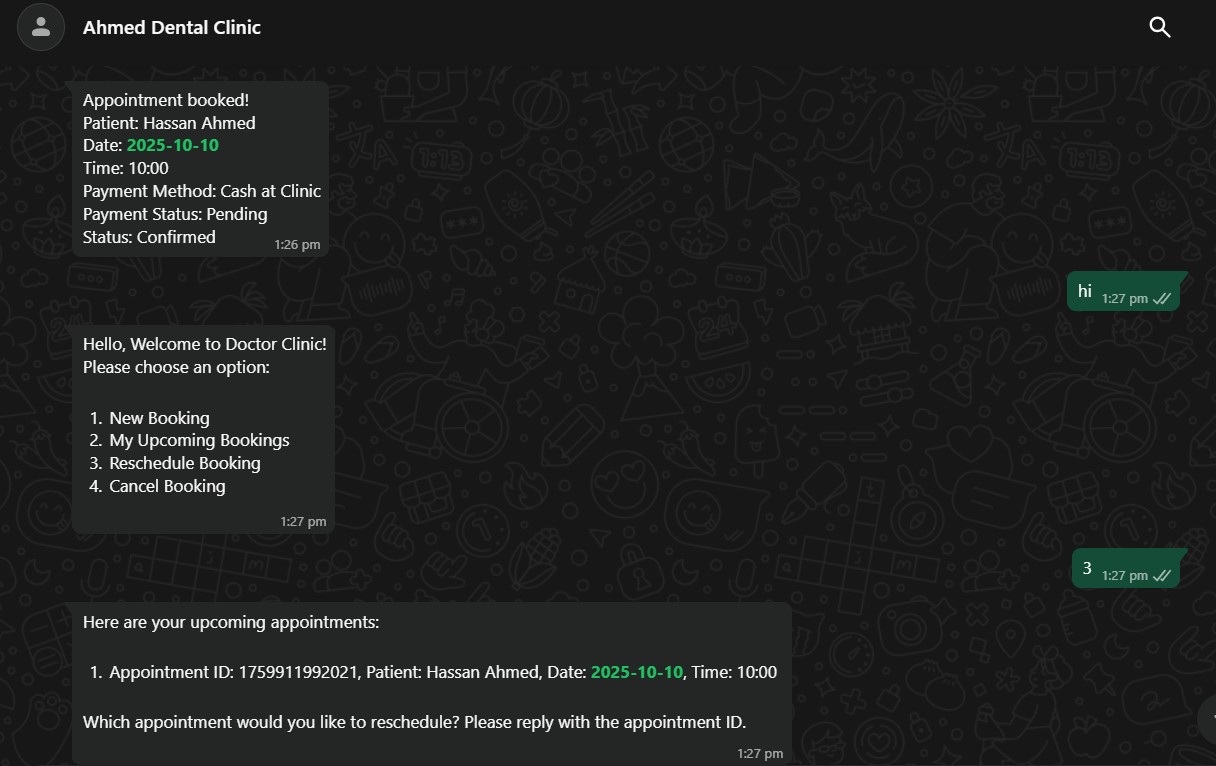 Ahmed Dental Clinic
Appointment booked!
Patient: Hassan Ahmed
Date: 2025-10-10
Time: 10:00
Payment Method: Cash at Clinic
Payment Status: Pending
Status: Confirmed
1:26 pm
hi
1:27 pm
Hello, Welcome to Doctor Clinic!
Please choose an option:
1. New Booking
2. My Upcoming Bookings
3. Reschedule Booking
4. Cancel Booking
1:27 pm
3
1:27 pm
Here are your upcoming appointments:
1. Appointment ID: 1759911992021, Patient: Hassan Ahmed, Date: 2025-10-10, Time: 10:00
Which appointment would you like to reschedule? Please reply with the appointment ID.
1:27 pm